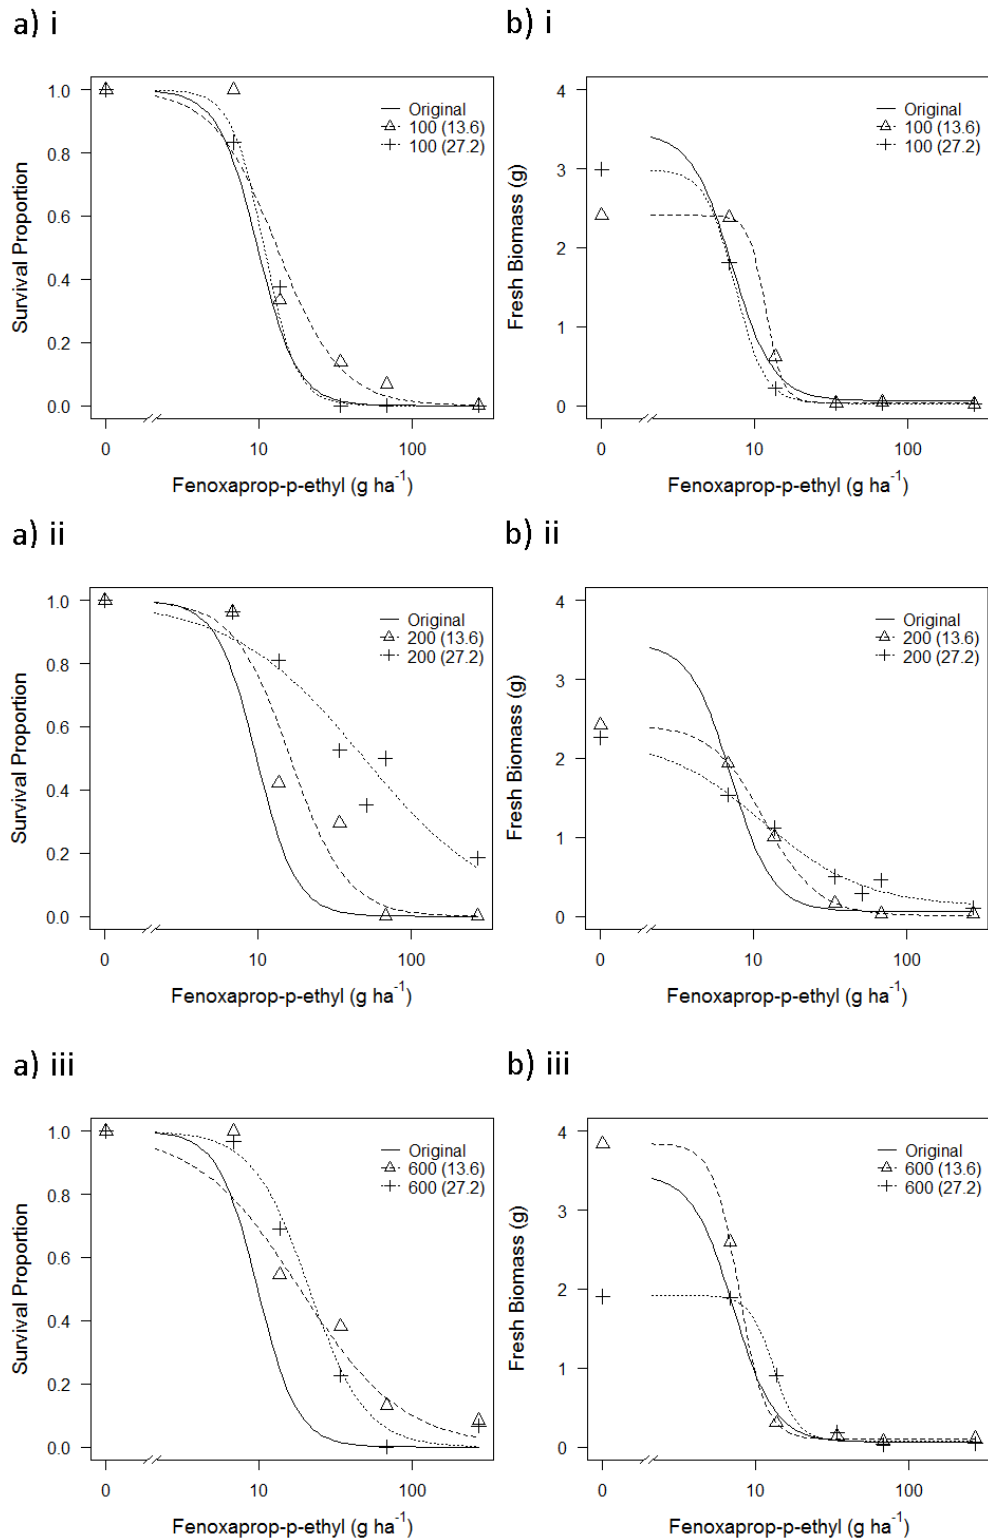 a) i
b) i
1.0
0.8
0.6
0.4
0.2
0.0
Survival Proportion
Original
100 (13.6)
100 (27.2)
0
10
100
Fenoxaprop-p-ethyl (g ha⁻¹)
4
3
2
1
0
Fresh Biomass (g)
Original
100 (13.6)
100 (27.2)
0
10
100
Fenoxaprop-p-ethyl (g ha⁻¹)
a) ii
b) ii
1.0
0.8
0.6
0.4
0.2
0.0
Survival Proportion
Original
200 (13.6)
200 (27.2)
0
10
100
Fenoxaprop-p-ethyl (g ha⁻¹)
4
3
2
1
0
Fresh Biomass (g)
Original
200 (13.6)
200 (27.2)
0
10
100
Fenoxaprop-p-ethyl (g ha⁻¹)
a) iii
b) iii
1.0
0.8
0.6
0.4
0.2
0.0
Survival Proportion
Original
600 (13.6)
600 (27.2)
0
10
100
Fenoxaprop-p-ethyl (g ha⁻¹)
4
3
2
1
0
Fresh Biomass (g)
Original
600 (13.6)
600 (27.2)
0
10
100
Fenoxaprop-p-ethyl (g ha⁻¹)